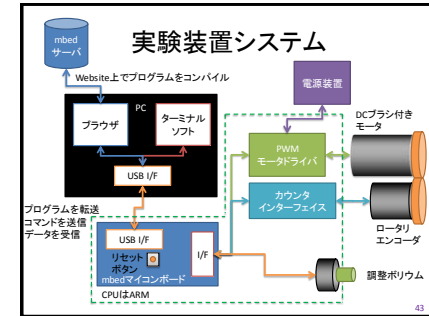 実験装置システム
mbed
サーバ
Website上でプログラムをコンパイル
電源装置
PC
ブラウザ
ターミナル
ソフト
DCブラシ付き
モータ
PWM
モータドライバ
USB I/F
カウンタ
インターフェイス
プログラムを転送
コマンドを送信
データを受信
ロータリ
エンコーダ
USB I/F
リセット
ボタン
I/F
mbedマイコンボード
CPUはARM
調整ボリウム
43